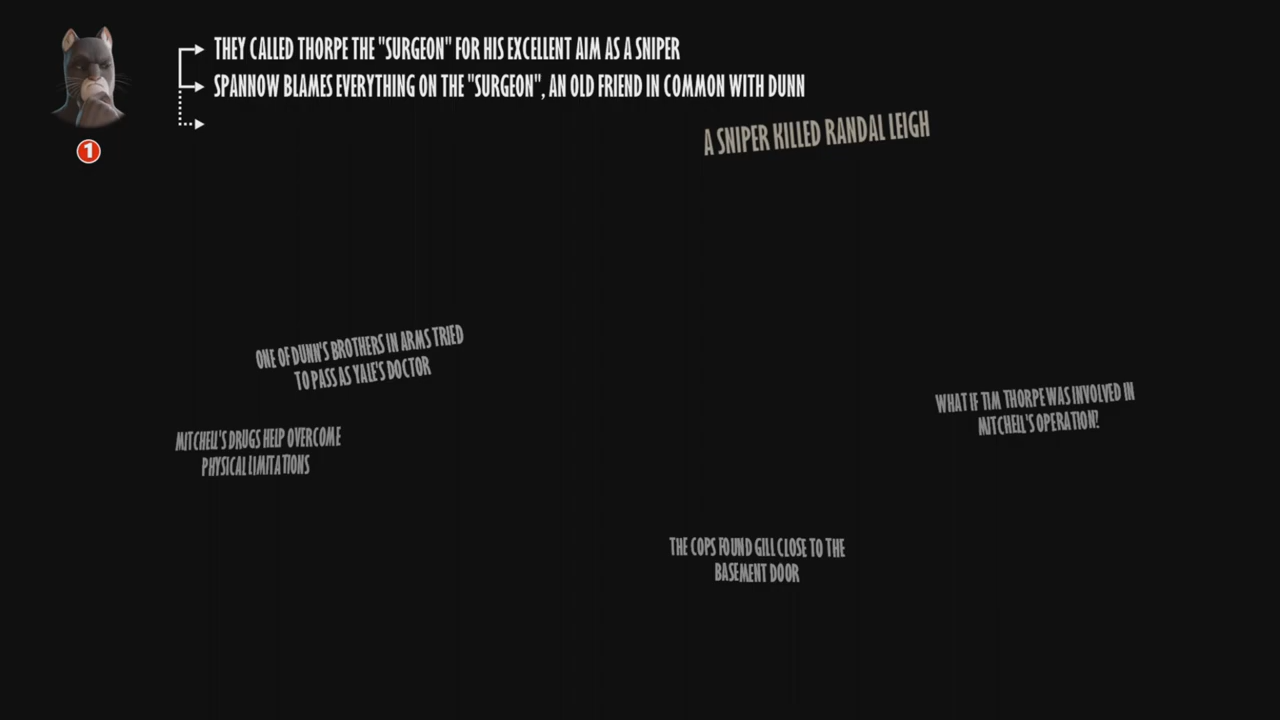 THEY CALLED THORPE THE "SURGEON" FOR HIS EXCELLENT AIM AS A SNIPER
SPANNOW BLAMES EVERYTHING ON THE "SURGEON", AN OLD FRIEND IN COMMON WITH DUNN
1
A SNIPER KILLED RANDAL LEIGH
ONE OF DUNN'S BROTHERS IN ARMS TRIED
TO PASS AS YALE'S DOCTOR
WHAT IF TIM THORPE WAS INVOLVED IN
MITCHELL'S OPERATION?
MITCHELL'S DRUGS HELP OVERCOME
PHYSICAL LIMITATIONS
THE COPS FOUND GILL CLOSE TO THE
BASEMENT DOOR